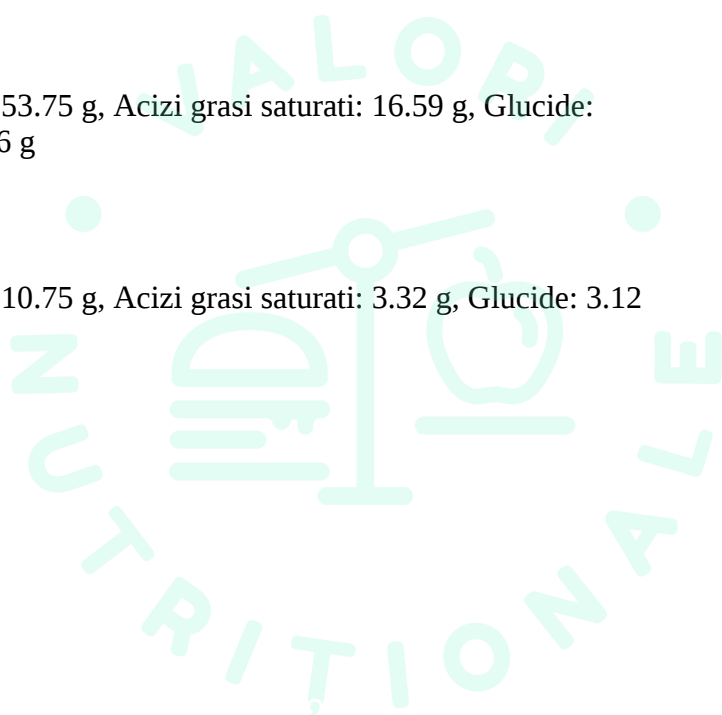 VALORI
53.75 g, Acizi grasi saturati: 16.59 g, Glucide:
6 g
10.75 g, Acizi grasi saturati: 3.32 g, Glucide: 3.12
NUTRITIONALE